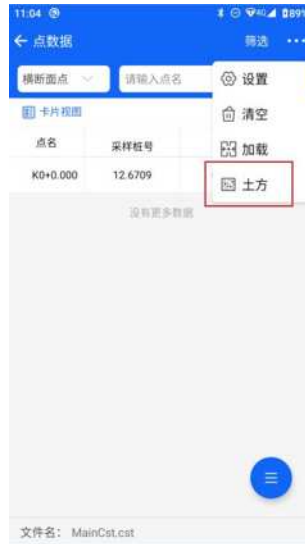 11:04
4G 89%
点数据 筛选 ...
横断面点 请输入点名 设置
卡片视图 清空
点名 采样桩号 加载
K0+0.000 12.6709 土方
没有更多数据
文件名: MainCst.cst